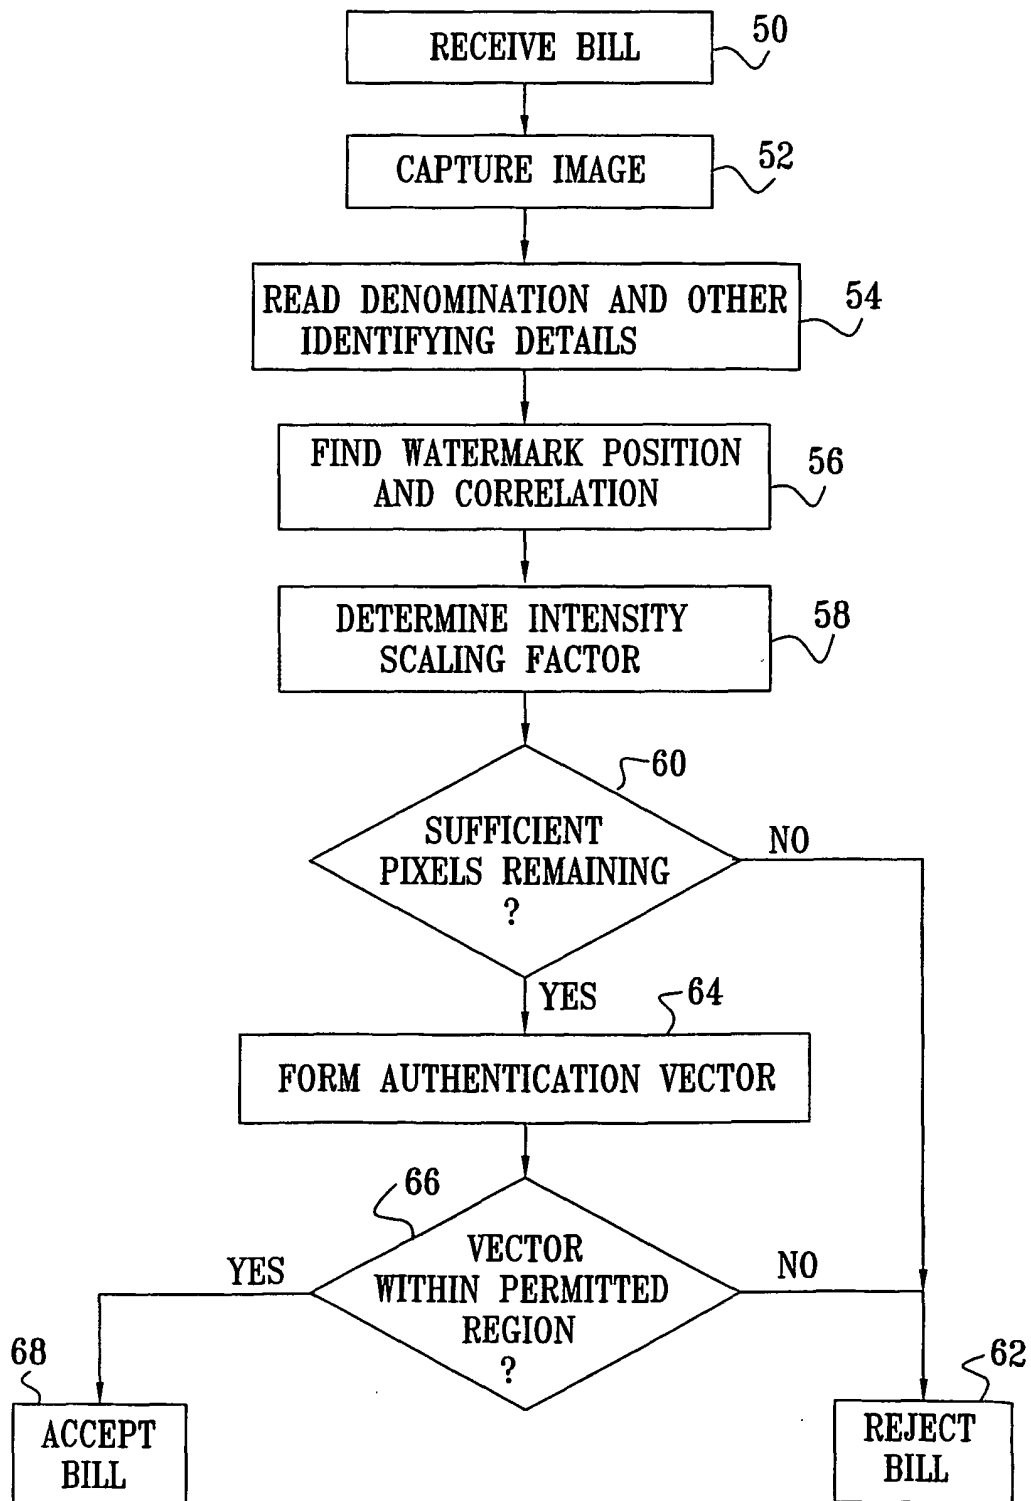 RECEIVE BILL
50
CAPTURE IMAGE
52
READ DENOMINATION AND OTHER
IDENTIFYING DETAILS
54
FIND WATERMARK POSITION
AND CORRELATION
56
DETERMINE INTENSITY
SCALING FACTOR
58
60
SUFFICIENT
PIXELS REMAINING
?
NO
YES
64
FORM AUTHENTICATION VECTOR
66
VECTOR
WITHIN PERMITTED
REGION
?
YES
NO
68
ACCEPT
BILL
62
REJECT
BILL